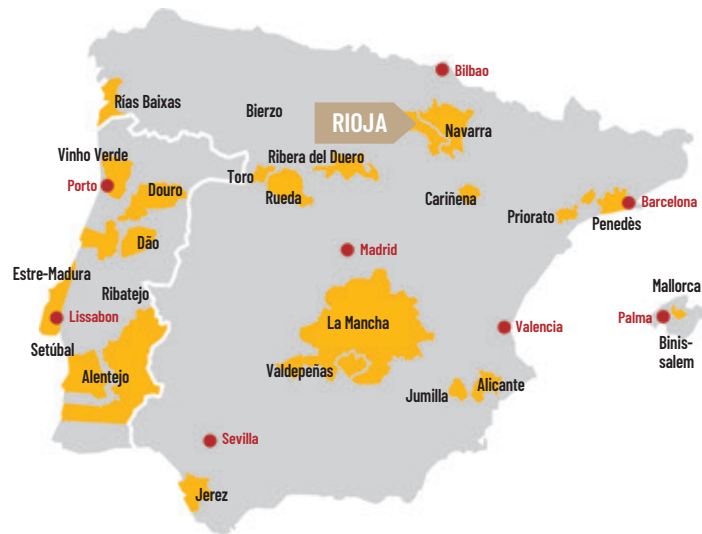 Bilbao
Rías Baixas
Bierzo
RIOJA
Navarra
Vinho Verde
Ribera del Duero
Toro
Porto
Douro
Rueda
Cariñena
Barcelona
Priorato
Penedès
Dão
Madrid
Estre-Madura
Ribatejo
Mallorca
Lissabon
La Mancha
Valencia
Palma
Setúbal
Binis-
salem
Valdepeñas
Alentejo
Alicante
Jumilla
Sevilla
Jerez